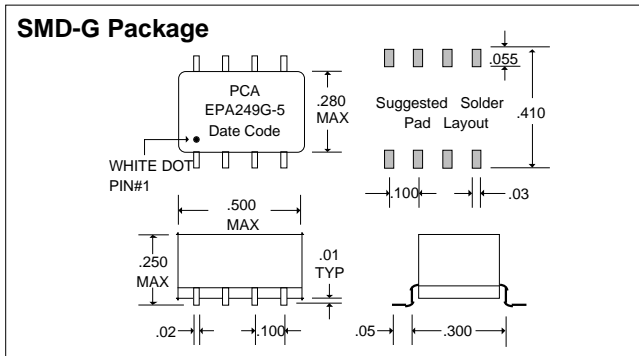 SMD-G Package
PCA
EPA249G-5
Date Code
.280
MAX
WHITE DOT
PIN#1
.055
Suggested Solder
Pad Layout
.410
.100
.03
.500
MAX
.250
MAX
.01
TYP
.02
.100
.05
.300